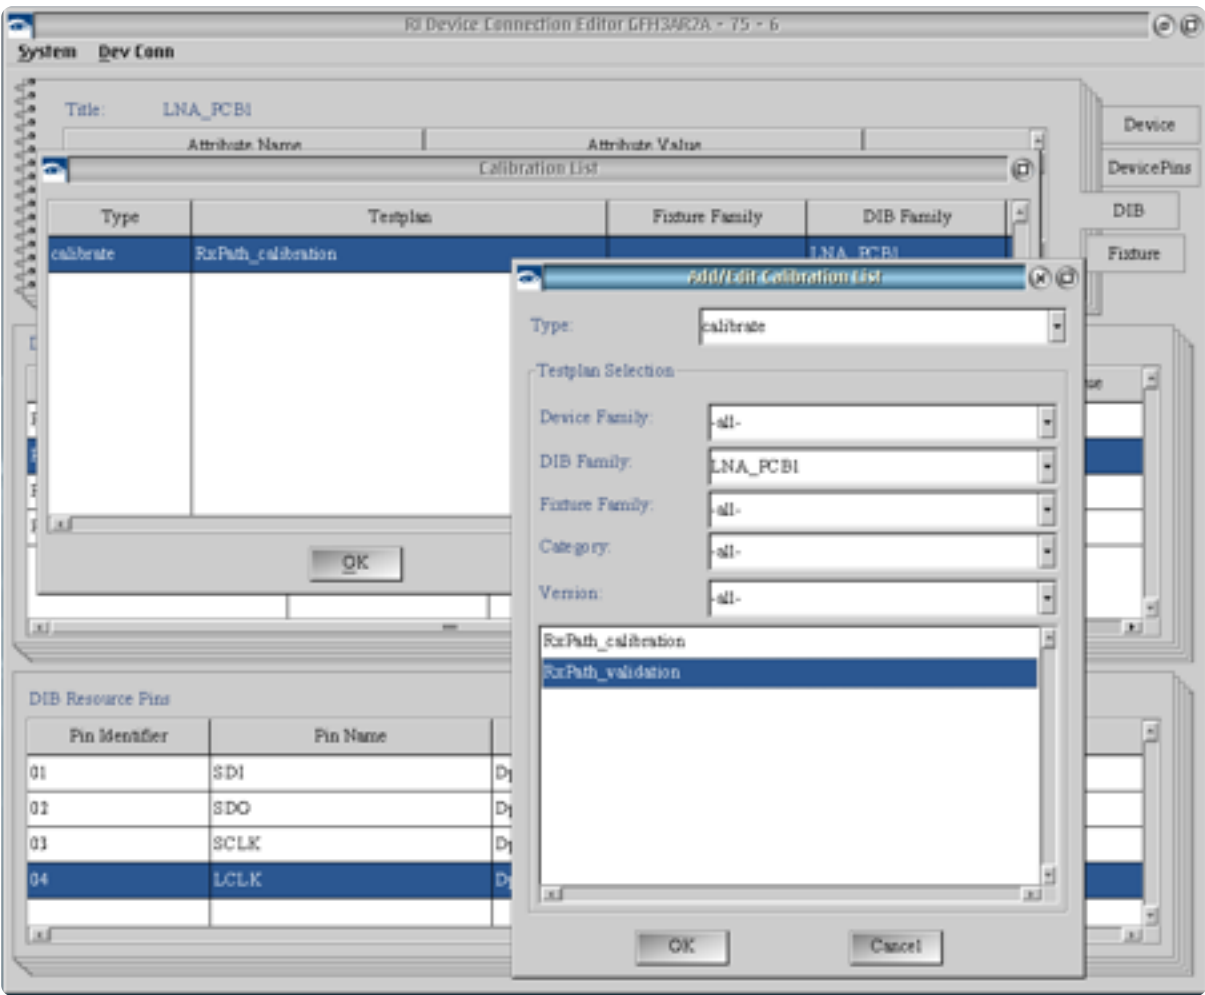 RI Device Connection Editor GFH3AR2A - 75 - 6
System Dev Conn
Title: LNA_PCB1
Attribute Name Attribute Value
Device
DevicePins
DIB
Fixture
Calibration List
Type Testplan Fixture Family DIB Family
calibrate RxPath_calibration LNA_PCB1
OK
Add/Edit Calibration List
Type: calibrate
Testplan Selection
Device Family: -all-
DIB Family: LNA_PCB1
Fixture Family: -all-
Category: -all-
Version: -all-
RxPath_calibration
RxPath_validation
OK Cancel
DIB Resource Pins
Pin Identifier Pin Name
01 SDI
02 SDO
03 SCLK
04 LCLK